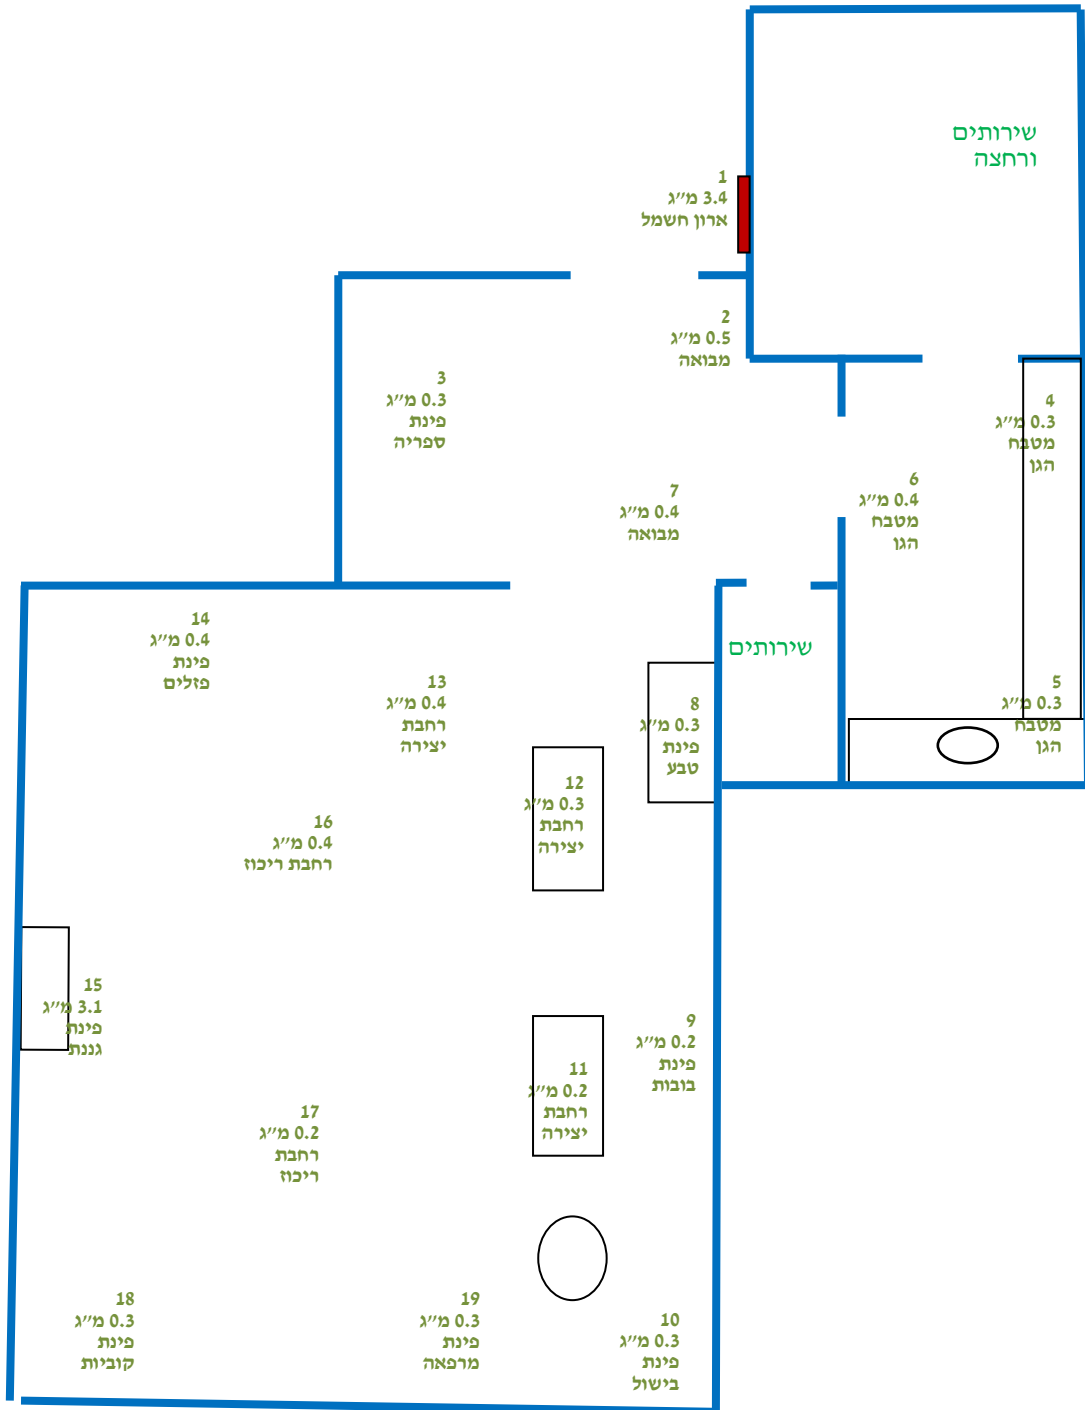 שירותים
ורחצה
1
3.4 מ״ג
ארון חשמל
2
0.5 מ״ג
מבואה
3
0.3 מ״ג
פינת
ספריה
4
0.3 מ״ג
מטבח
הגן
6
0.4 מ״ג
מטבח
הגן
7
0.4 מ״ג
מבואה
14
0.4 מ״ג
פינת
פזלים
שירותים
13
0.4 מ״ג
רחבת
יצירה
5
0.3 מ״ג
מטבח
הגן
8
0.3 מ״ג
פינת
טבע
12
0.3 מ״ג
רחבת
יצירה
16
0.4 מ״ג
רחבת ריכוז
15
3.1 מ״ג
פינת
גננת
9
0.2 מ״ג
פינת
בובות
11
0.2 מ״ג
רחבת
יצירה
17
0.2 מ״ג
רחבת
ריכוז
18
0.3 מ״ג
פינת
קוביות
19
0.3 מ״ג
פינת
מרפאה
10
0.3 מ״ג
פינת
בישול